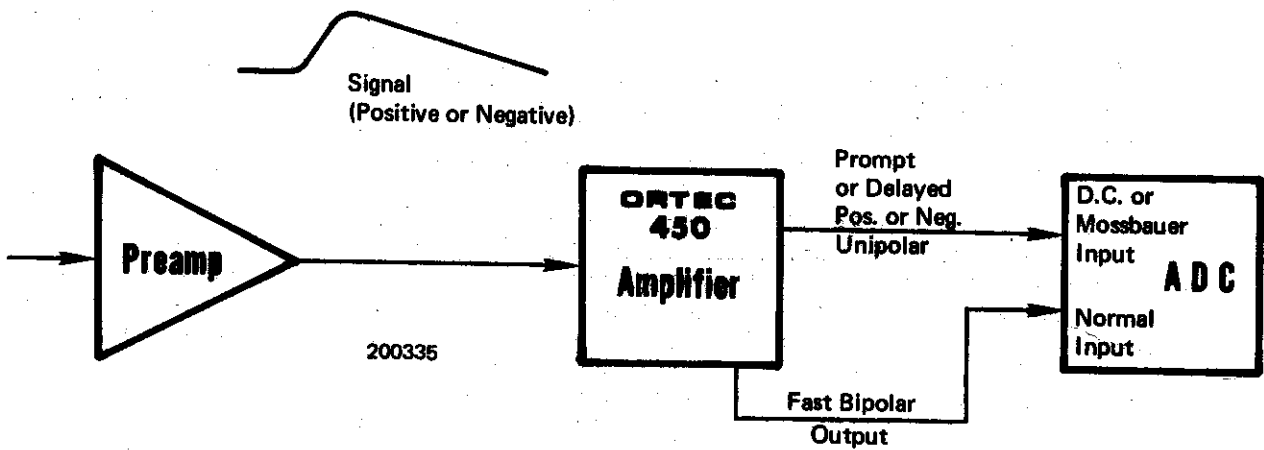 Signal
(Positive or Negative)
Preamp
200335
ORTEC
450
Amplifier
Prompt
or Delayed
Pos. or Neg.
Unipolar
Fast Bipolar
Output
D.C. or
Mossbauer
Input
ADC
Normal
Input